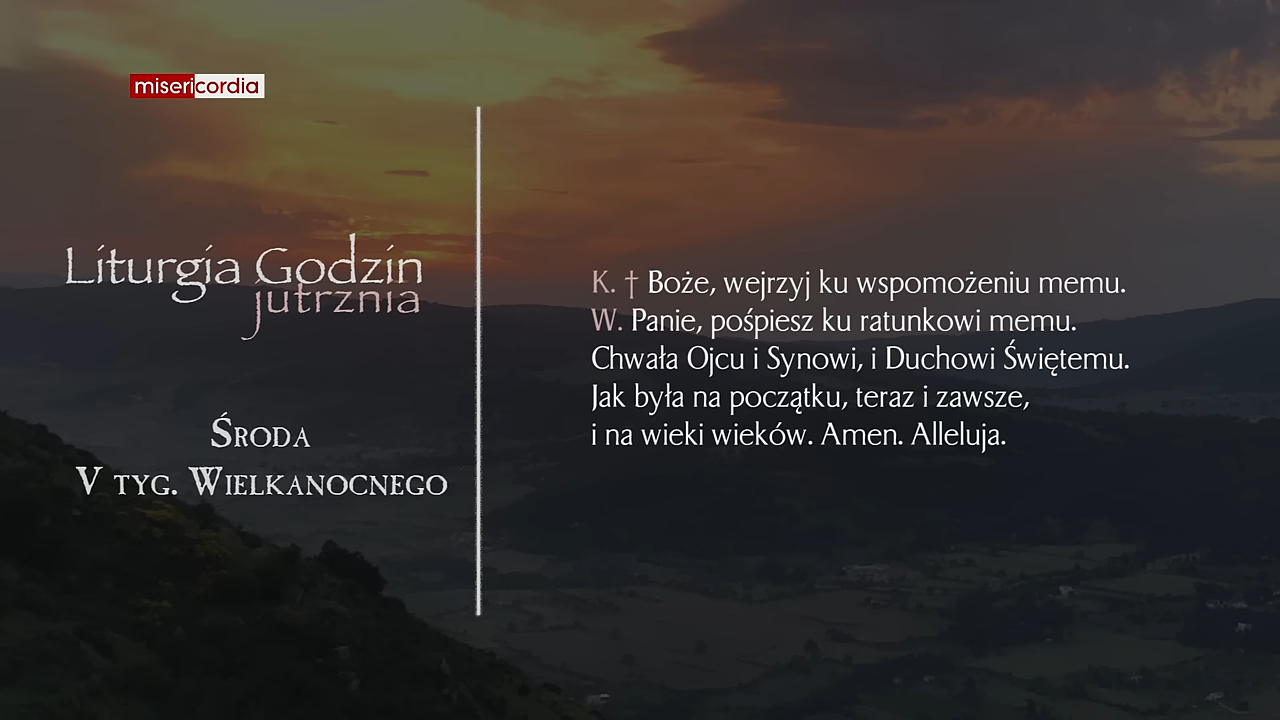 misericordia
Liturgia Godzin
jutrznia
Środa
V tyg. Wielkanocnego
K. † Boże, wejrzyj ku wspomożeniu memu.
W. Panie, pośpiesz ku ratunkowi memu.
Chwała Ojcu i Synowi, i Duchowi Świętemu.
Jak była na początku, teraz i zawsze,
i na wieki wieków. Amen. Alleluja.